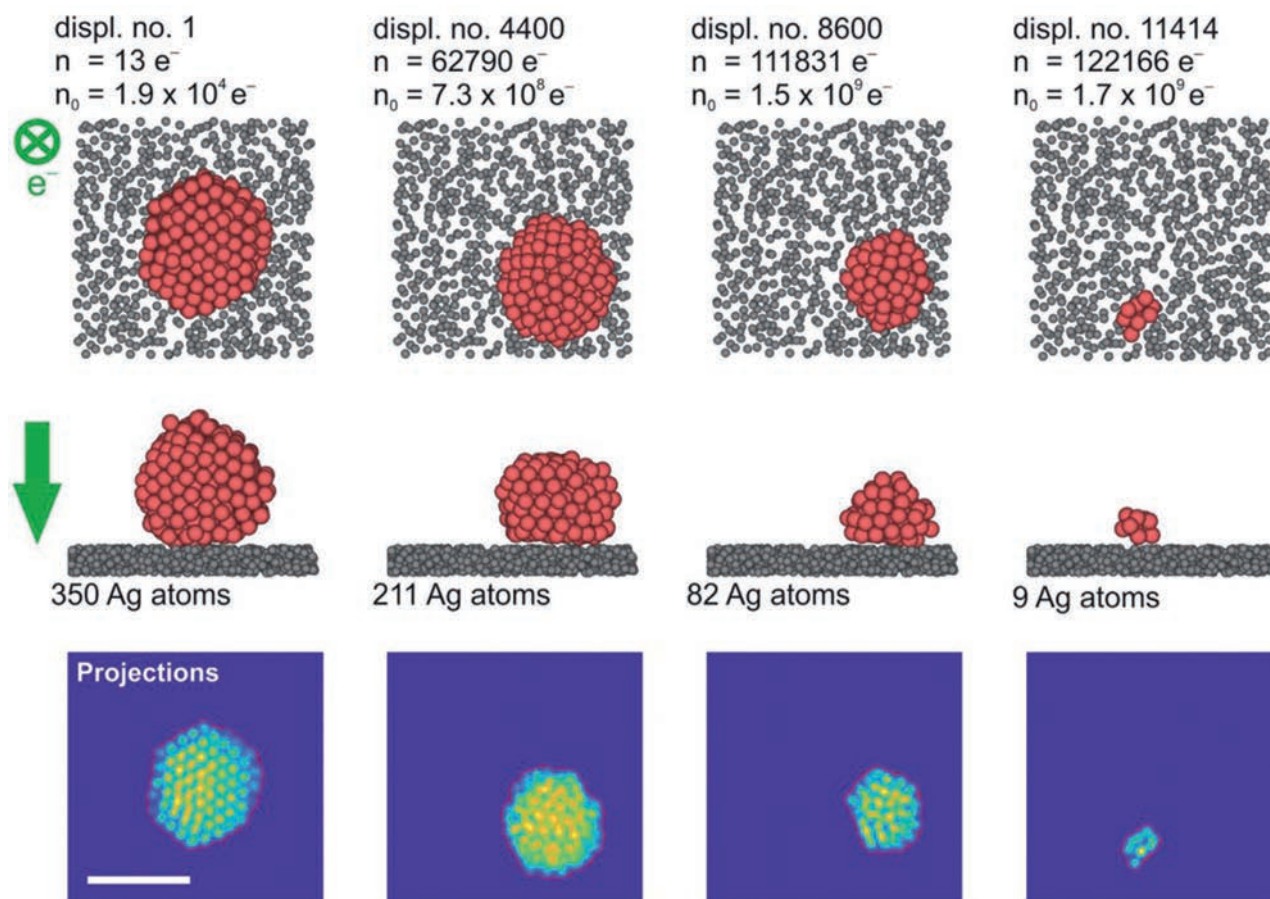 displ. no. 1
n = 13 e⁻
n₀ = 1.9 x 10⁴ e⁻
displ. no. 4400
n = 62790 e⁻
n₀ = 7.3 x 10⁸ e⁻
displ. no. 8600
n = 111831 e⁻
n₀ = 1.5 x 10⁹ e⁻
displ. no. 11414
n = 122166 e⁻
n₀ = 1.7 x 10⁹ e⁻
e⁻
350 Ag atoms
211 Ag atoms
82 Ag atoms
9 Ag atoms
Projections